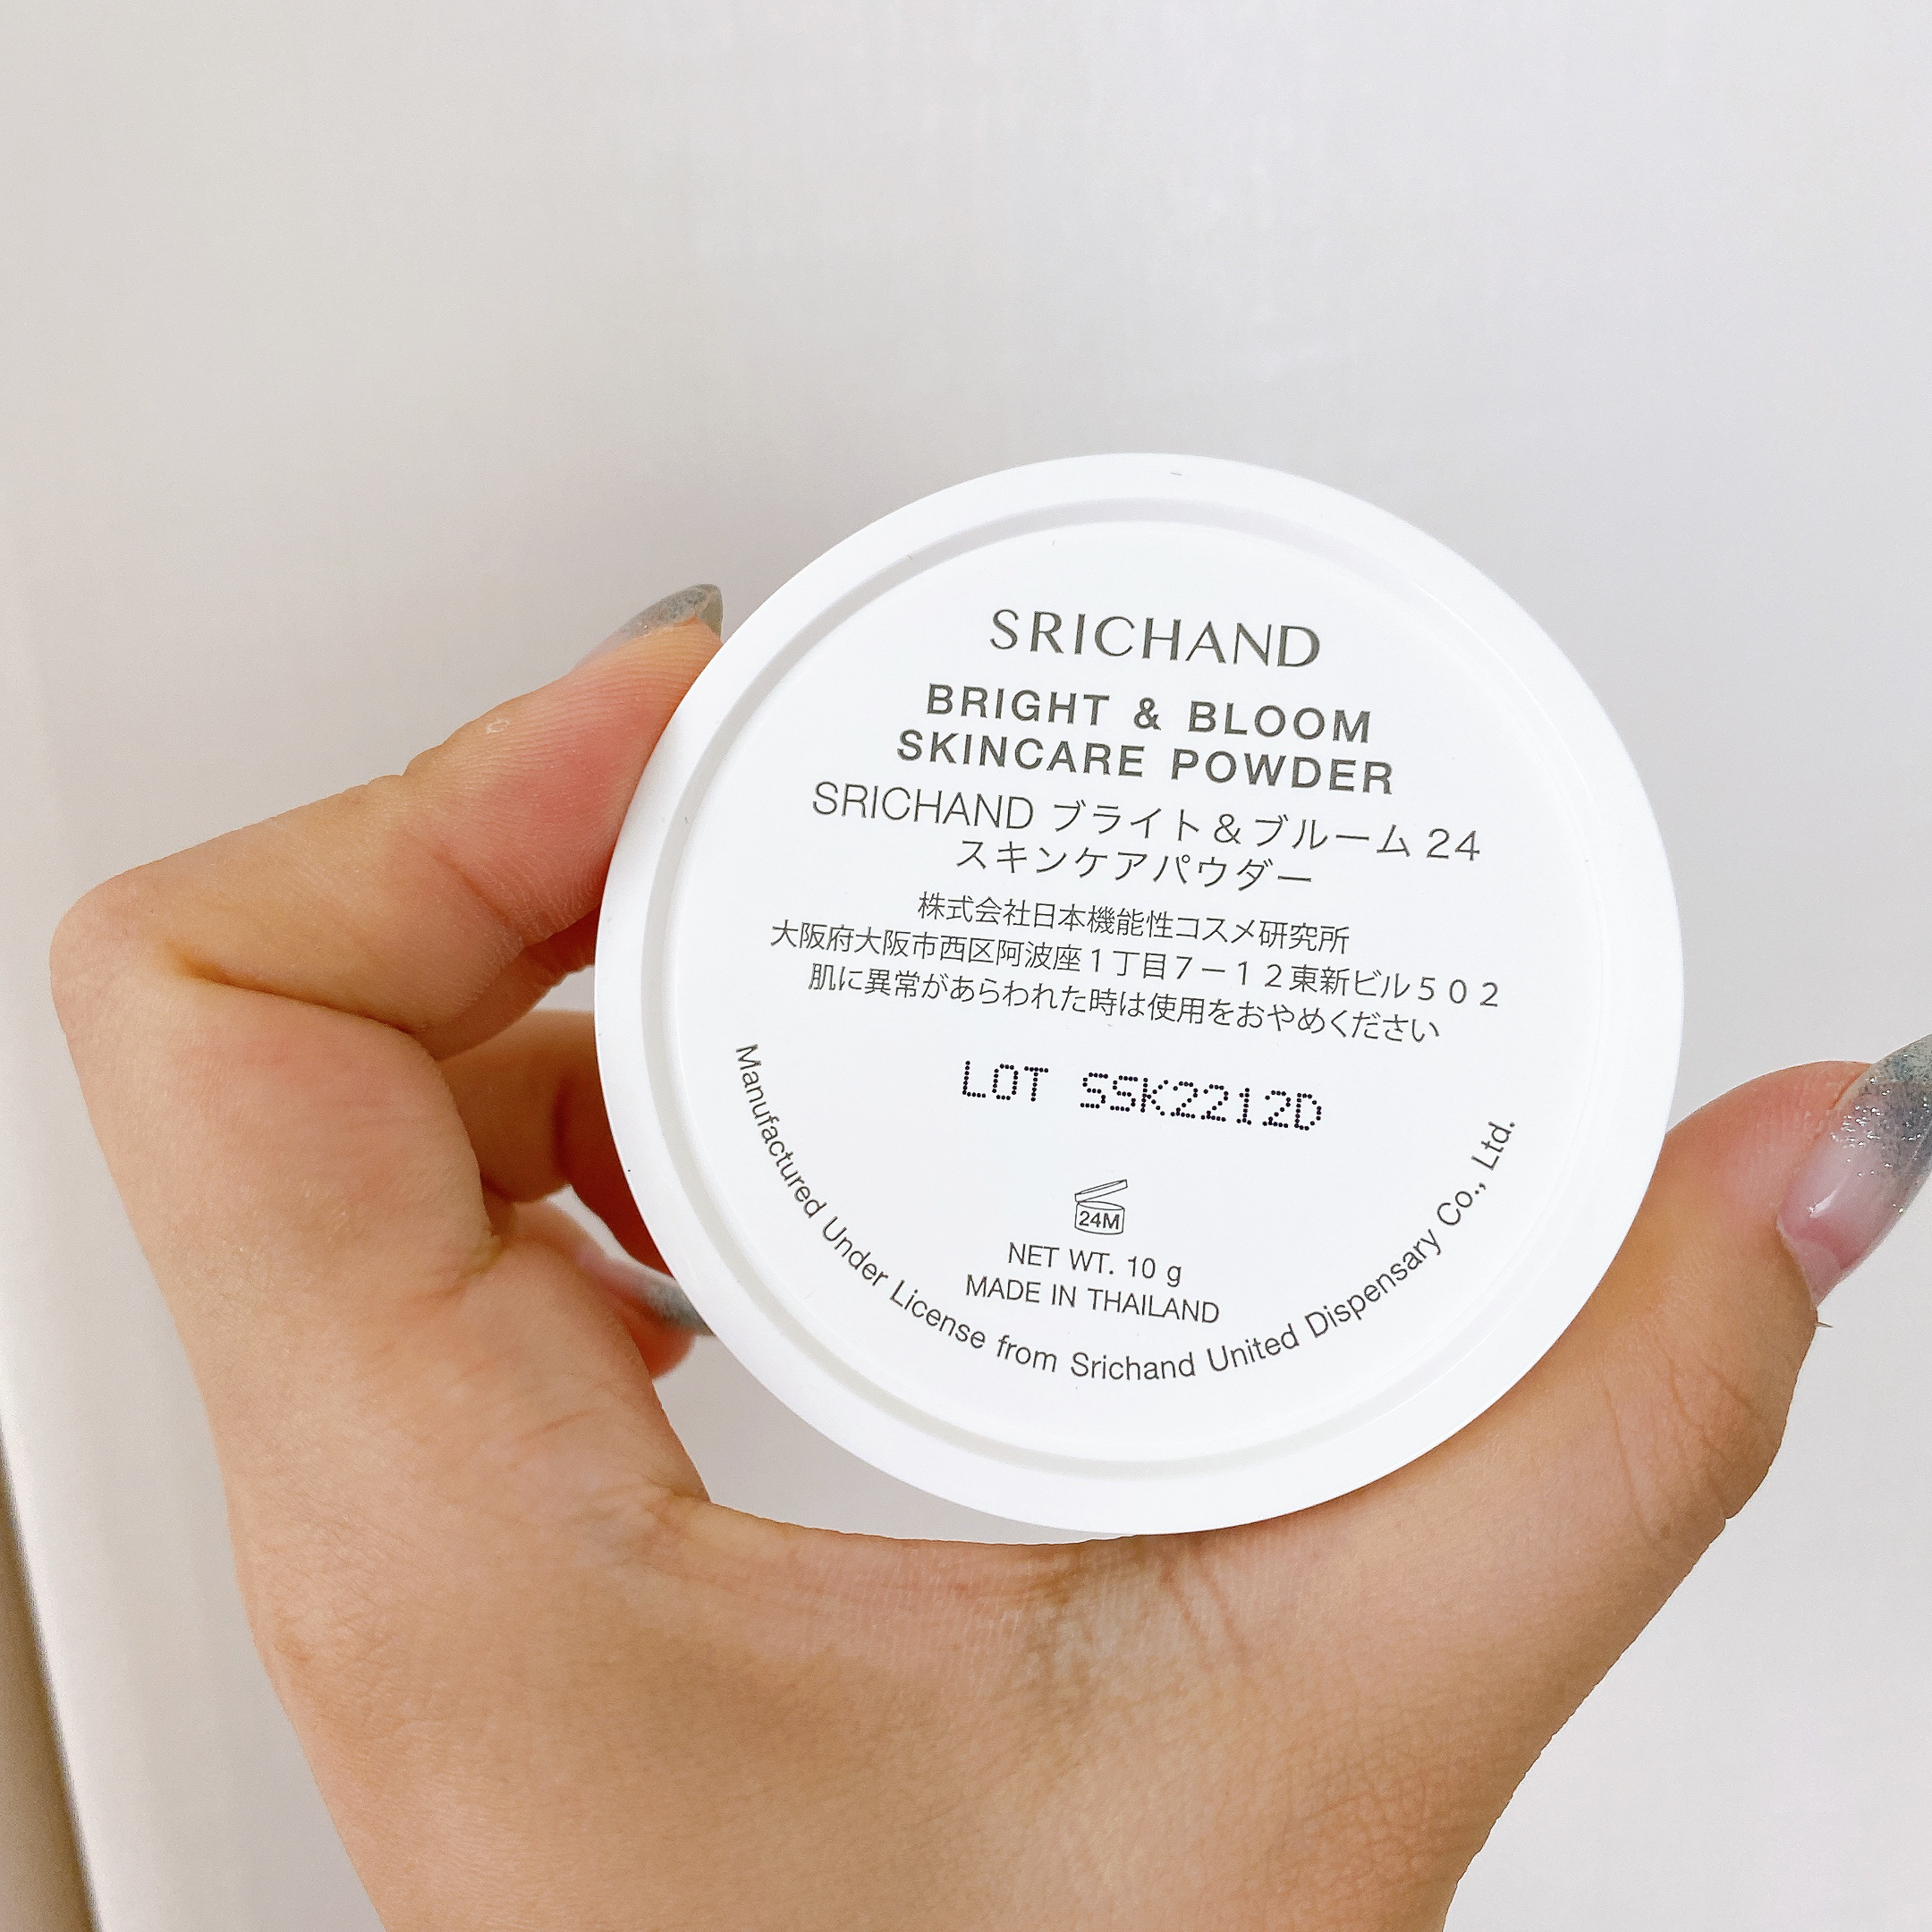 SRICHAND
BRIGHT & BLOOM
SKINCARE POWDER
SRICHAND ブライト&ブルーム 24
スキンケアパウダー
株式会社日本機能性コスメ研究所
大阪府大阪市西区阿波座1丁目7ー12東新ビル502
肌に異常があらわれた時は使用をおやめください
LOT SSK2212D
24M
NET WT. 10 g
MADE IN THAILAND
Manufactured Under License from Srichand United Dispensary Co., Ltd.